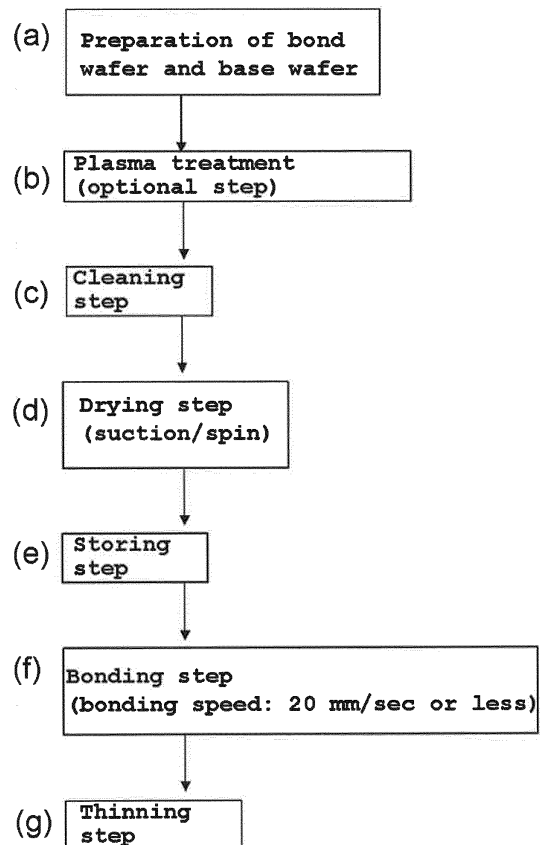 (a)
Preparation of bond
wafer and base wafer
(b)
Plasma treatment
(optional step)
(c)
Cleaning
step
(d)
Drying step
(suction/spin)
(e)
Storing
step
(f)
Bonding step
(bonding speed: 20 mm/sec or less)
(g)
Thinning
step